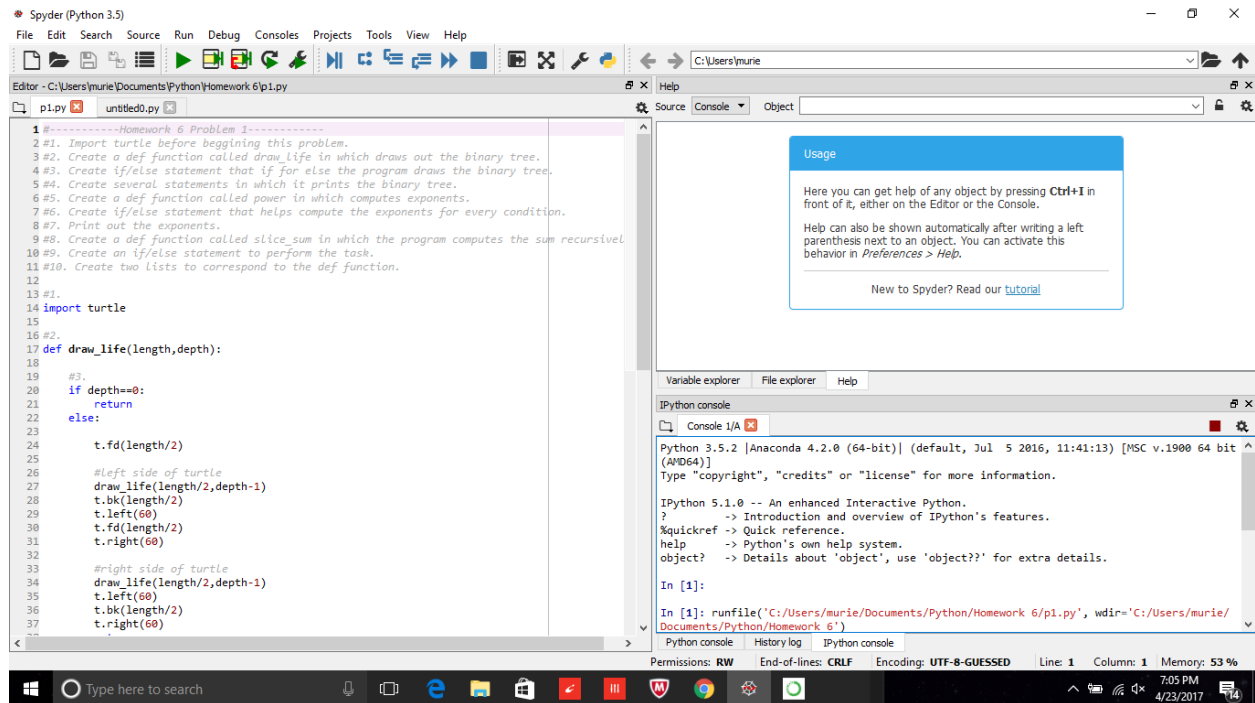 Spyder (Python 3.5)
File Edit Search Source Run Debug Consoles Projects Tools View Help
C:\Users\murie
Editor - C:\Users\murie\Documents\Python\Homework 6\p1.py
p1.py
untitled0.py
1 #-----------Homework 6 Problem 1------------
2 #1. Import turtle before beggining this problem.
3 #2. Create a def function called draw_life in which draws out the binary tree.
4 #3. Create if/else statement that if for else the program draws the binary tree.
5 #4. Create several statements in which it prints the binary tree.
6 #5. Create a def function called power in which computes exponents.
7 #6. Create if/else statement that helps compute the exponents for every condition.
8 #7. Print out the exponents.
9 #8. Create a def function called slice_sum in which the program computes the sum recursivel
10 #9. Create an if/else statement to perform the task.
11 #10. Create two lists to correspond to the def function.
12
13 #1.
14 import turtle
15
16 #2.
17 def draw_life(length,depth):
18
19     #3.
20     if depth==0:
21         return
22     else:
23
24         t.fd(length/2)
25
26         #left side of turtle
27         draw_life(length/2,depth-1)
28         t.bk(length/2)
29         t.left(60)
30         t.fd(length/2)
31         t.right(60)
32
33         #right side of turtle
34         draw_life(length/2,depth-1)
35         t.left(60)
36         t.bk(length/2)
37         t.right(60)
Help
Source Console Object
Usage
Here you can get help of any object by pressing Ctrl+I in
front of it, either on the Editor or the Console.
Help can also be shown automatically after writing a left
parenthesis next to an object. You can activate this
behavior in Preferences > Help.
New to Spyder? Read our tutorial
Variable explorer File explorer Help
IPython console
Console 1/A
Python 3.5.2 |Anaconda 4.2.0 (64-bit)| (default, Jul  5 2016, 11:41:13) [MSC v.1900 64 bit
(AMD64)]
Type "copyright", "credits" or "license" for more information.
IPython 5.1.0 -- An enhanced Interactive Python.
?         -> Introduction and overview of IPython's features.
%quickref -> Quick reference.
help      -> Python's own help system.
object?   -> Details about 'object', use 'object??' for extra details.
In [1]:
In [1]: runfile('C:/Users/murie/Documents/Python/Homework 6/p1.py', wdir='C:/Users/murie/
Documents/Python/Homework 6')
Python console History log IPython console
Permissions: RW End-of-lines: CRLF Encoding: UTF-8-GUESSED Line: 1 Column: 1 Memory: 53 %
Type here to search
7:05 PM
4/23/2017
14